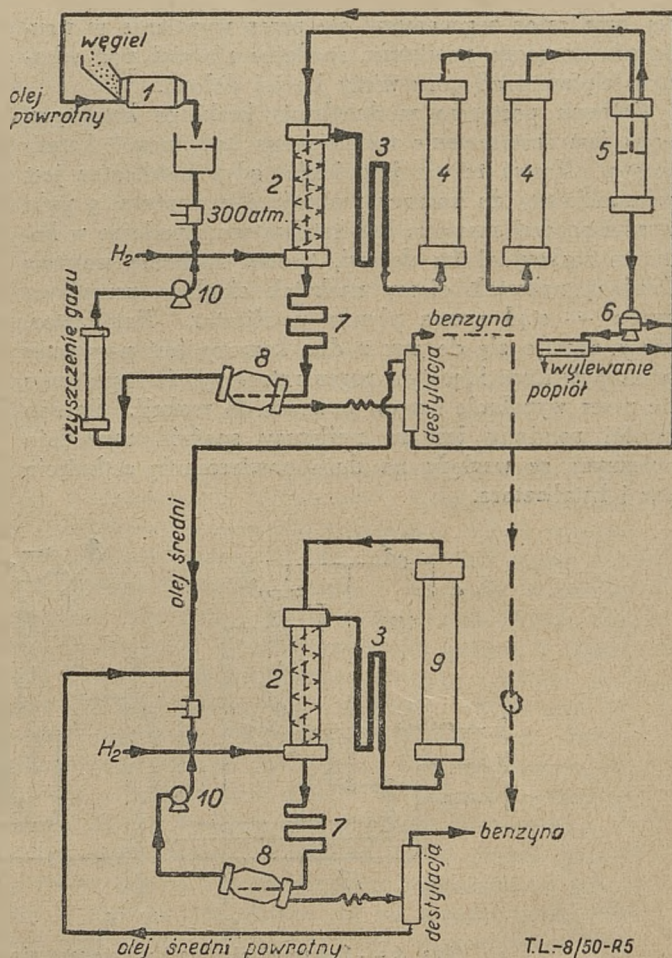 węgiel
olej
powrotny
1
300 atm.
H₂
10
czyszczenie gazu
2
3
4
4
5
6
7
8
benzyna
destylacja
wylewanie
popiół
olej średni
H₂
10
2
3
9
7
8
benzyna
destylacja
olej średni powrotny
T.L.-8/50-R5